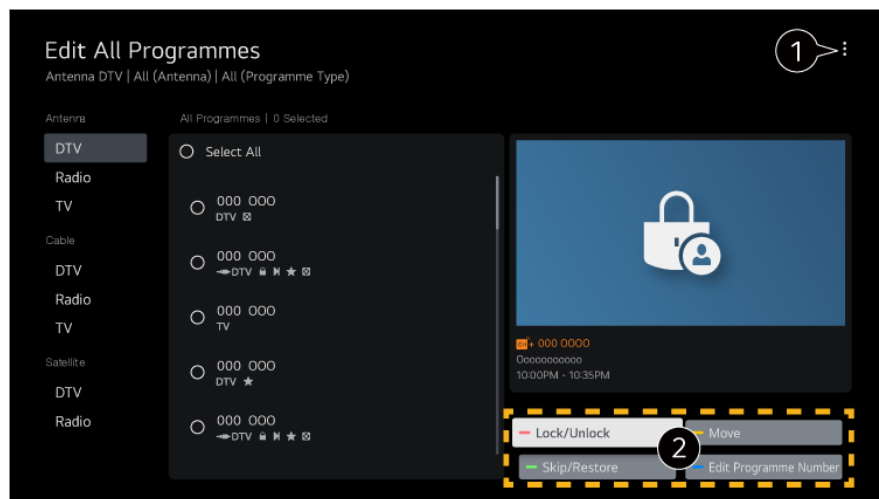 Edit All Programmes
Antenna DTV | All (Antenna) | All (Programme Type)
1
Antenna
DTV
Radio
TV
Cable
DTV
Radio
TV
Satellite
DTV
Radio
All Programmes | 0 Selected
Select All
000 000
DTV
000 000
DTV
000 000
TV
000 000
DTV
000 000
DTV
000 0000
Oooooooooo
10:00PM - 10:35PM
Lock/Unlock
Move
2
Skip/Restore
Edit Programme Number